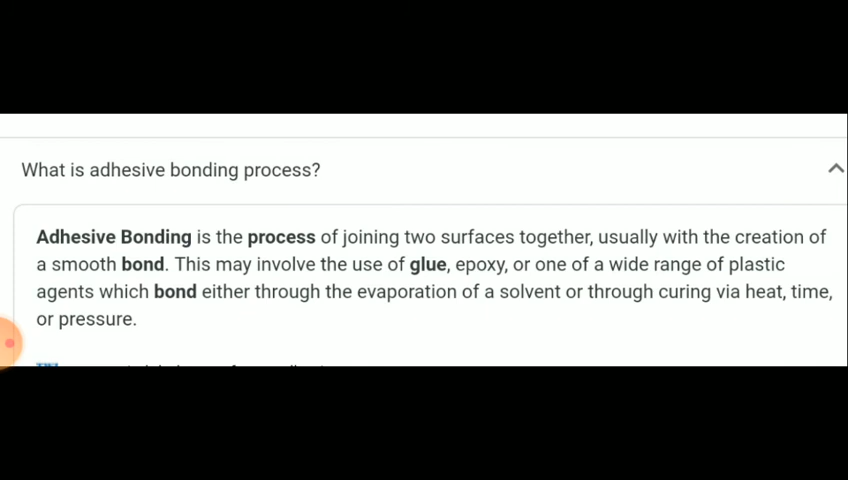 What is adhesive bonding process?
Adhesive Bonding is the process of joining two surfaces together, usually with the creation of
a smooth bond. This may involve the use of glue, epoxy, or one of a wide range of plastic
agents which bond either through the evaporation of a solvent or through curing via heat, time,
or pressure.